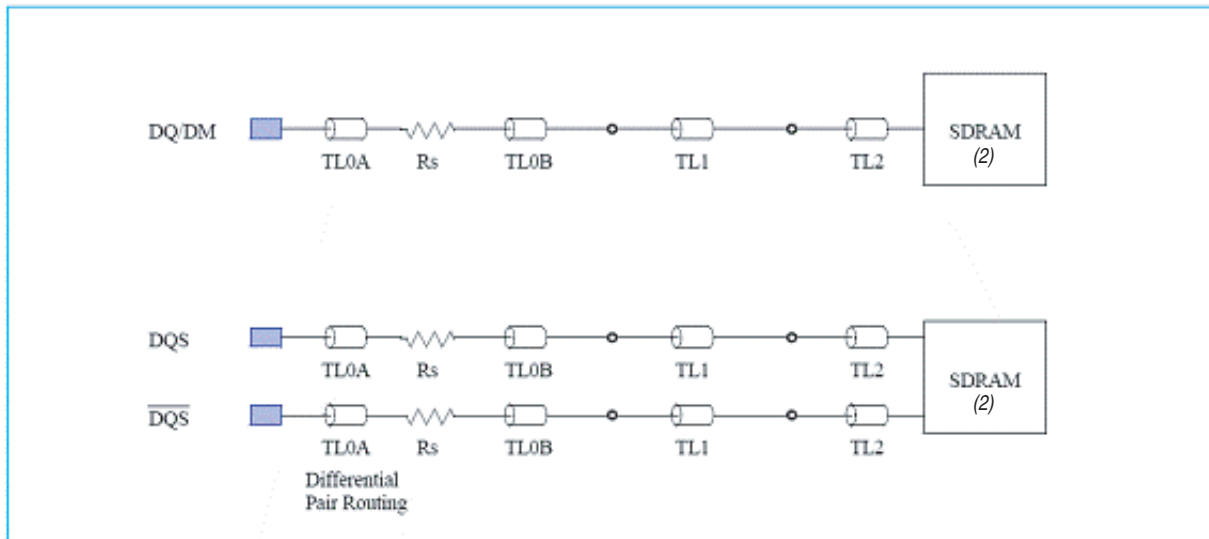 DQ/DM
TL0A Rs TL0B TL1 TL2
SDRAM
(2)
DQS
TL0A Rs TL0B TL1 TL2
SDRAM
(2)
DQS
TL0A Rs TL0B TL1 TL2
Differential
Pair Routing